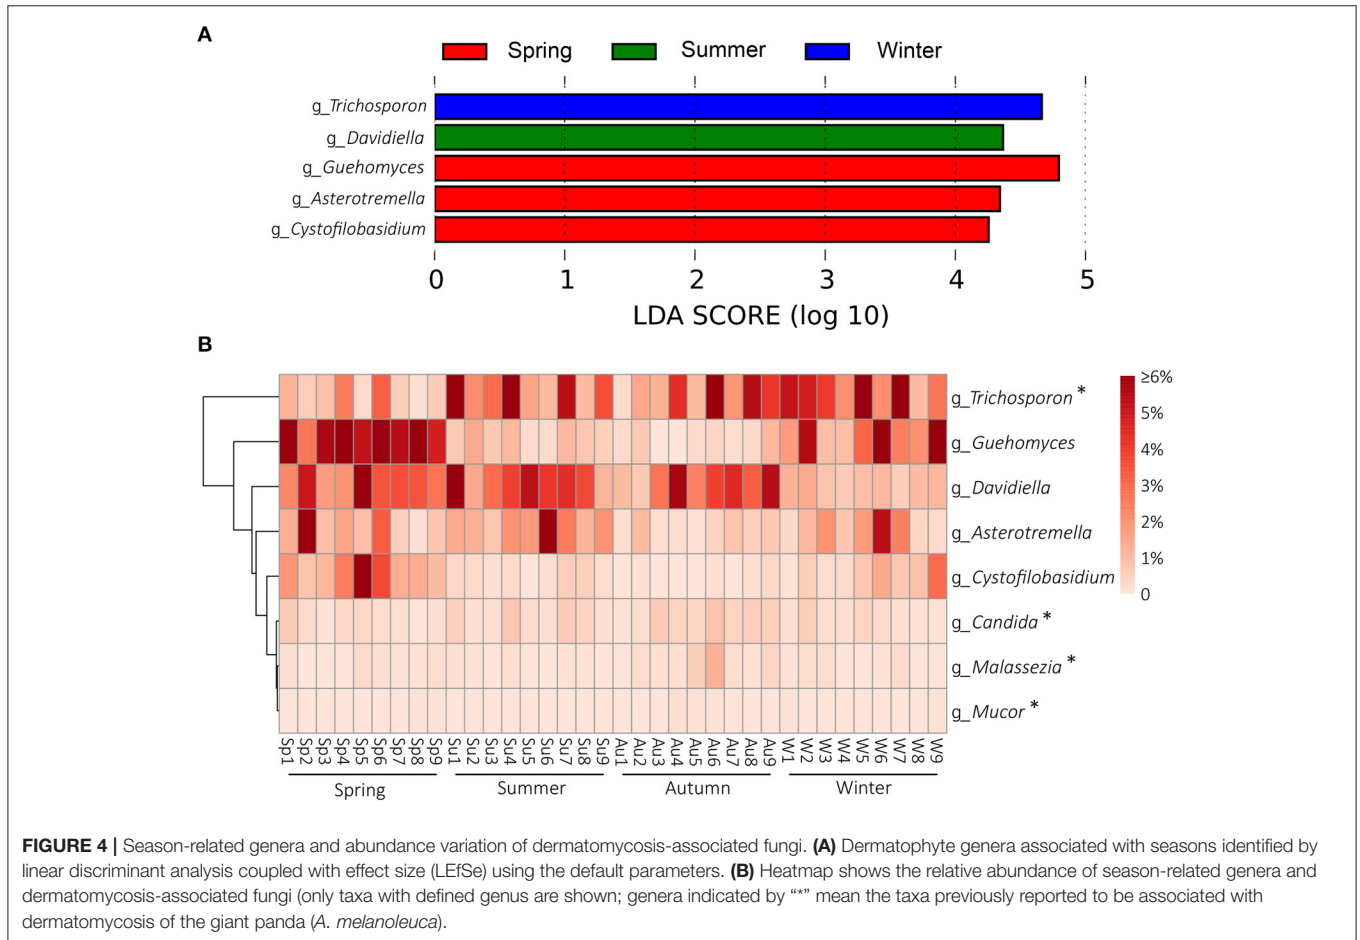 A
Spring Summer Winter
g_Trichosporon
g_Davidiella
g_Guehomyces
g_Asterotremella
g_Cystofilobasidium
0 1 2 3 4 5
LDA SCORE (log 10)
B
g_Trichosporon *
g_Guehomyces
g_Davidiella
g_Asterotremella
g_Cystofilobasidium
g_Candida *
g_Malassezia *
g_Mucor *
≥6%
5%
4%
3%
2%
1%
0
Sp1 Sp2 Sp3 Sp4 Sp5 Sp6 Sp7 Sp8 Sp9 Su1 Su2 Su3 Su4 Su5 Su6 Su7 Su8 Su9 Au1 Au2 Au3 Au4 Au5 Au6 Au7 Au8 Au9 W1 W2 W3 W4 W5 W6 W7 W8 W9
Spring Summer Autumn Winter
FIGURE 4 | Season-related genera and abundance variation of dermatomycosis-associated fungi. (A) Dermatophyte genera associated with seasons identified by
linear discriminant analysis coupled with effect size (LEfSe) using the default parameters. (B) Heatmap shows the relative abundance of season-related genera and
dermatomycosis-associated fungi (only taxa with defined genus are shown; genera indicated by “*” mean the taxa previously reported to be associated with
dermatomycosis of the giant panda (A. melanoleuca).